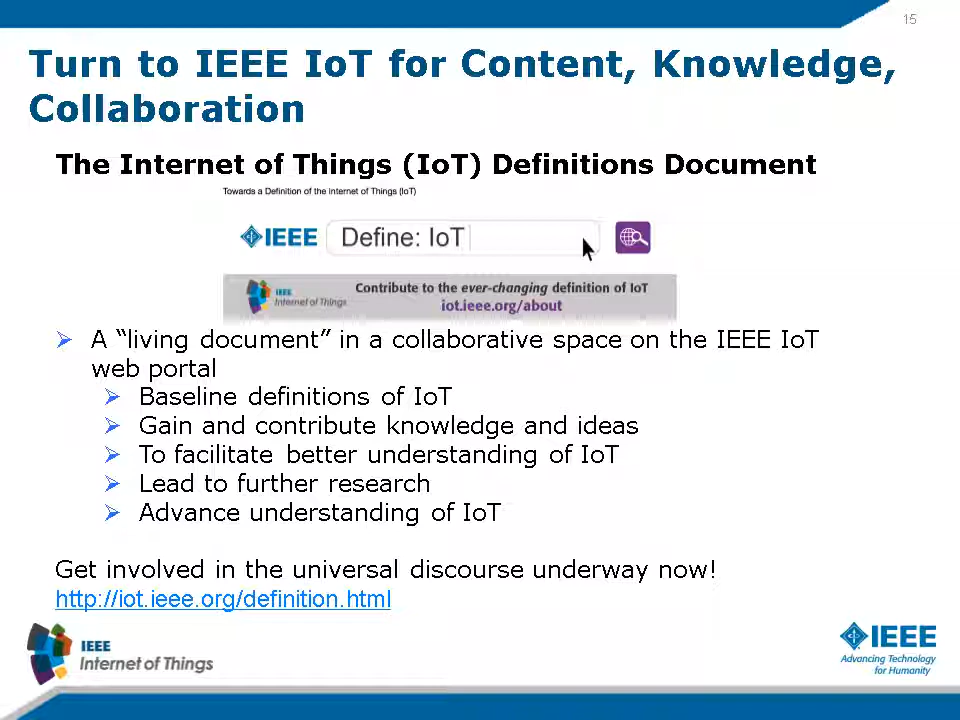 15
Turn to IEEE IoT for Content, Knowledge,
Collaboration
The Internet of Things (IoT) Definitions Document
Towards a Definition of the Internet of Things (IoT)
IEEE Define: IoT
IEEE
Internet of Things
Contribute to the ever-changing definition of IoT
iot.ieee.org/about
A “living document” in a collaborative space on the IEEE IoT
web portal
Baseline definitions of IoT
Gain and contribute knowledge and ideas
To facilitate better understanding of IoT
Lead to further research
Advance understanding of IoT
Get involved in the universal discourse underway now!
http://iot.ieee.org/definition.html
IEEE
Internet of Things
IEEE
Advancing Technology
for Humanity